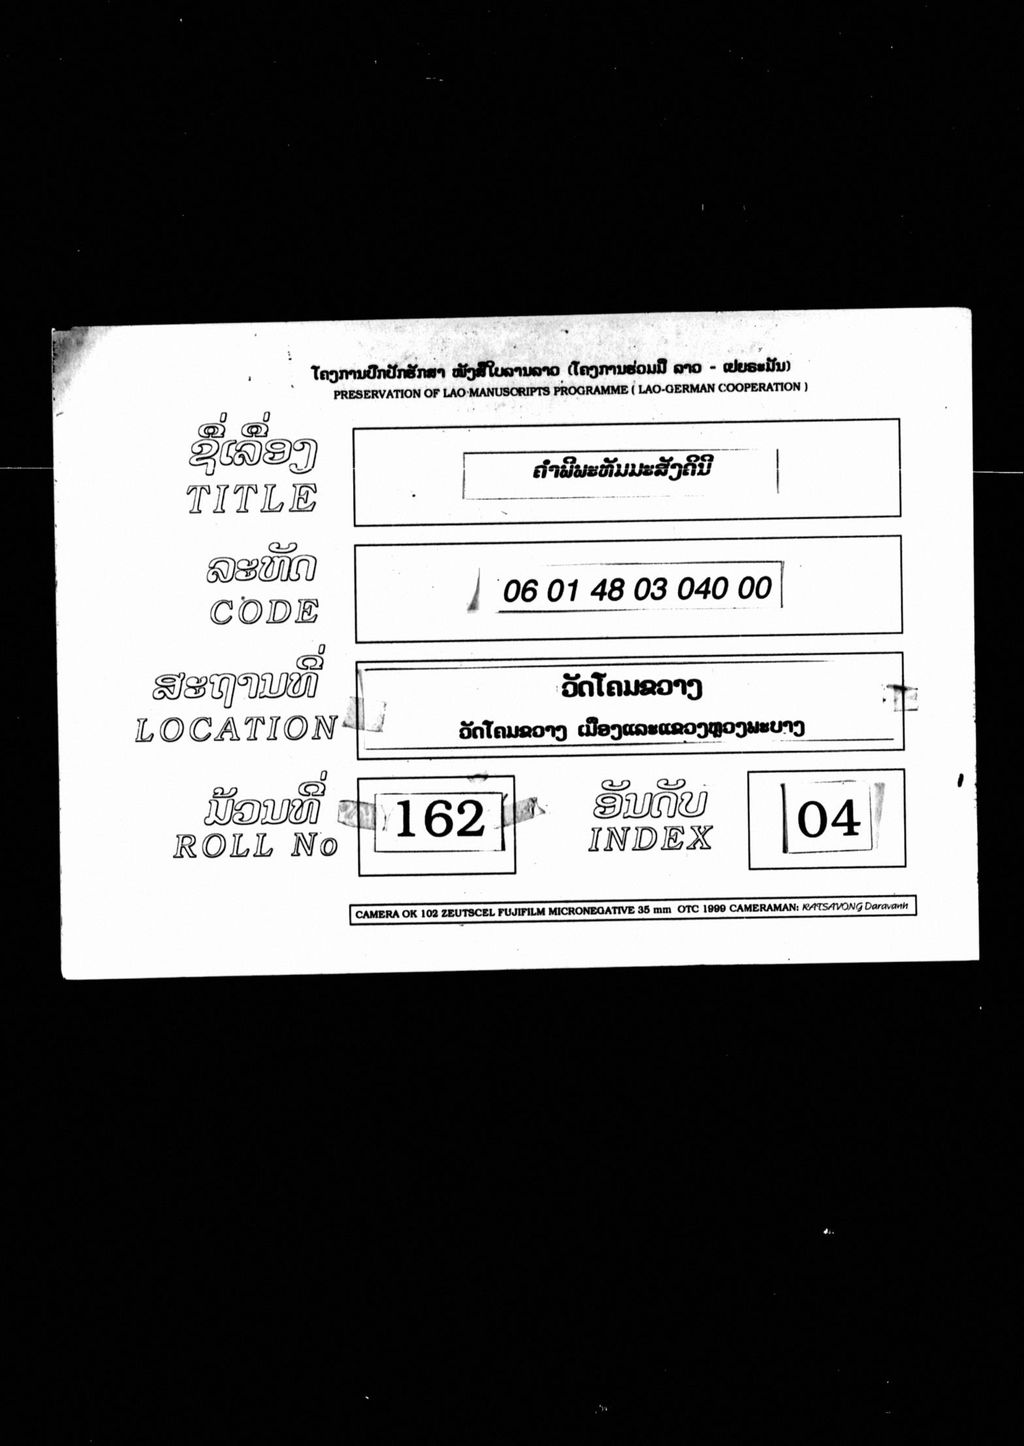 ໂຄງການປົກປັກຮັກສາ ໜັງສືໃບລານລາວ (ໂຄງການຮ່ວມມື ລາວ - ເຢຍຣະມັນ)
PRESERVATION OF LAO MANUSCRIPTS PROGRAMME ( LAO-GERMAN COOPERATION )
ຊື່ເລື່ອງ
TITLE
ຄໍາພີພະທັມມະສັງຄິນີ
ລະຫັດ
CODE
06 01 48 03 040 00
ສະຖານທີ່
LOCATION
ວັດໂຄມຂວາງ
ວັດໂຄມຂວາງ ເມືອງແລະແຂວງຫຼວງພະບາງ
ມ້ວນທີ່
ROLL No
162
ອັນດັບ
INDEX
04
CAMERA OK 102 ZEUTSCEL FUJIFILM MICRONEGATIVE 35 mm OTC 1999 CAMERAMAN: RATSAVONG Daravanh